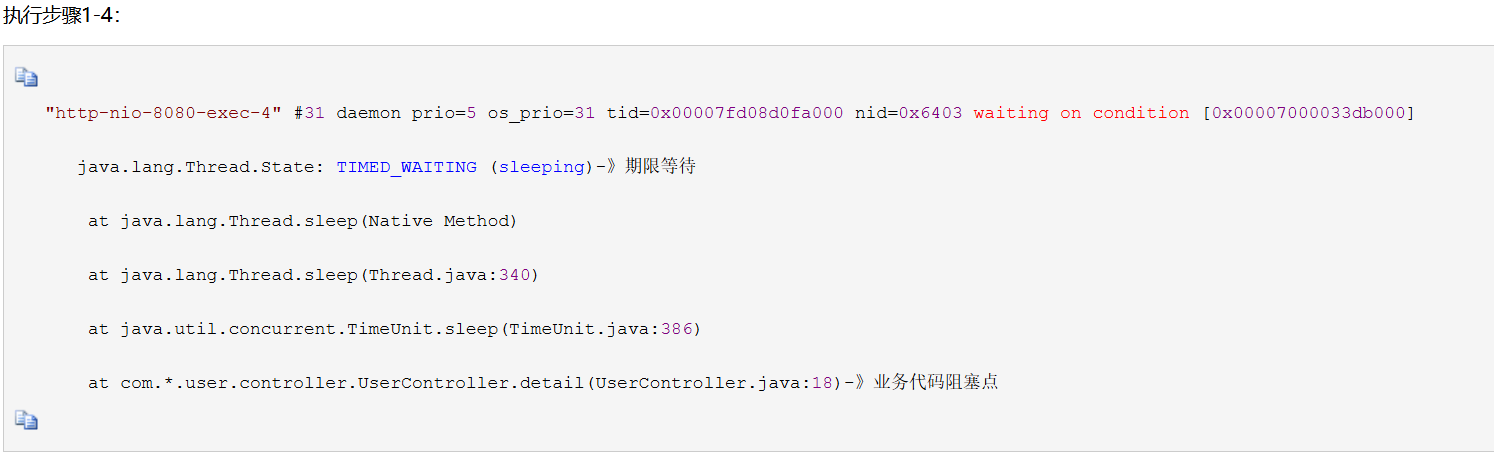 执行步骤1-4：
"http-nio-8080-exec-4" #31 daemon prio=5 os_prio=31 tid=0x00007fd08d0fa000 nid=0x6403 waiting on condition [0x00007000033db000]
java.lang.Thread.State: TIMED_WAITING (sleeping)-》期限等待
at java.lang.Thread.sleep(Native Method)
at java.lang.Thread.sleep(Thread.java:340)
at java.util.concurrent.TimeUnit.sleep(TimeUnit.java:386)
at com.*.user.controller.UserController.detail(UserController.java:18)-》业务代码阻塞点